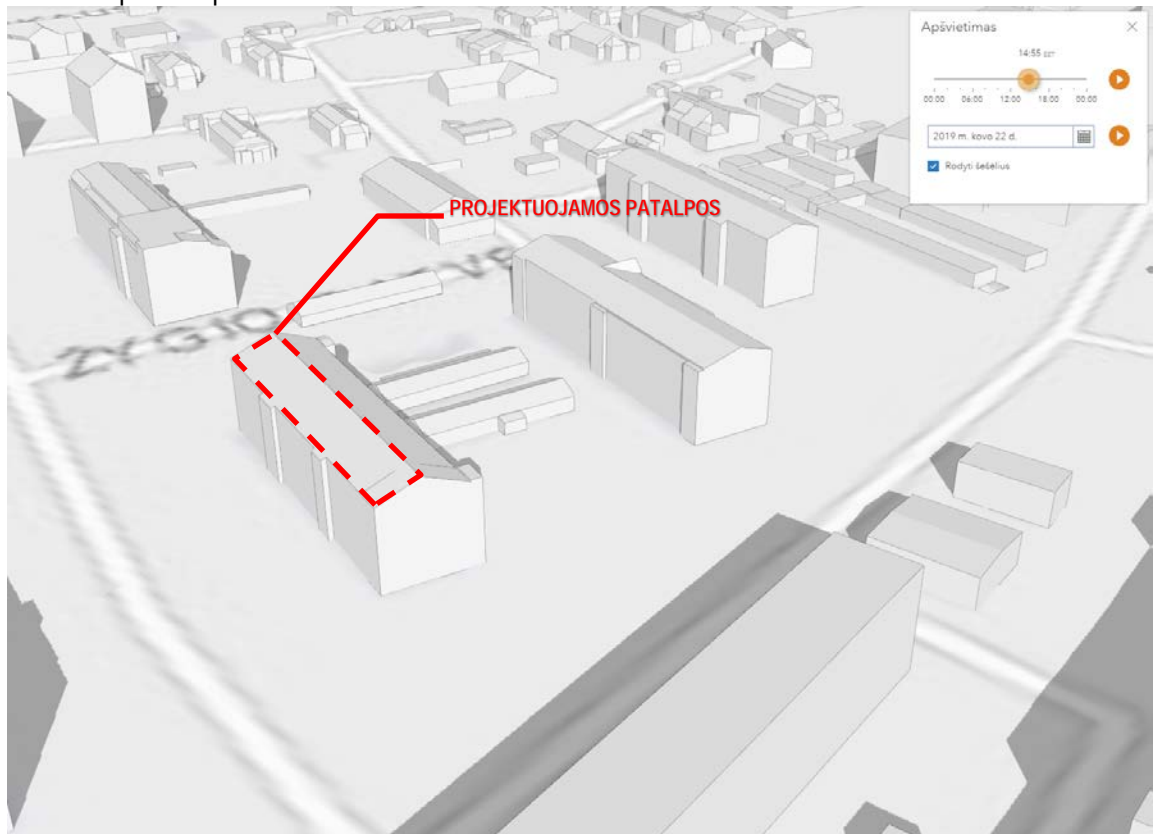 Apšvietimas
14:55 EET
00:00 06:00 12:00 18:00 00:00
2019 m. kovo 22 d.
Rodyti šešėlius
PROJEKTUOJAMOS PATALPOS